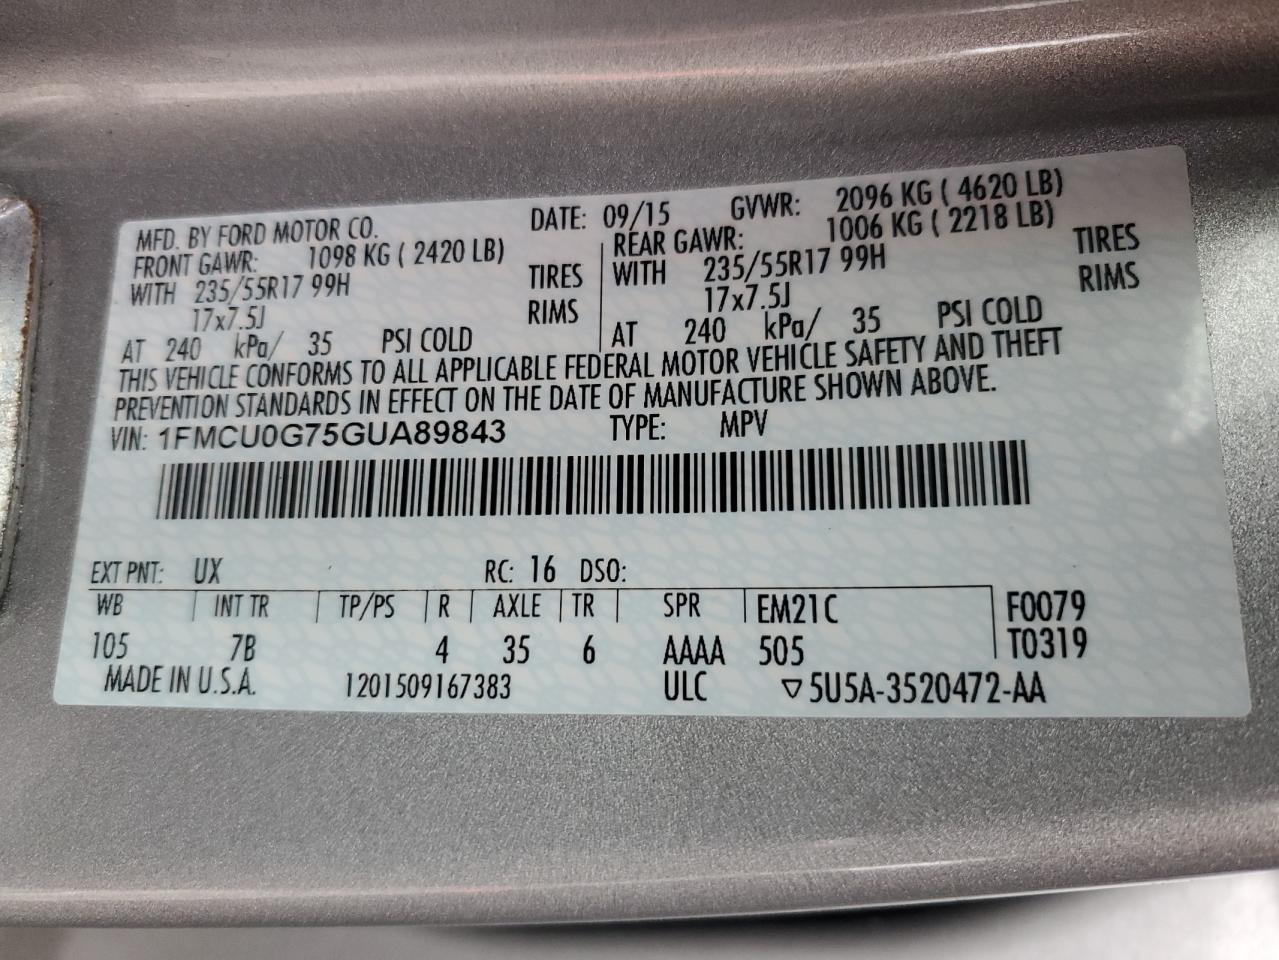 MFD. BY FORD MOTOR CO.
DATE: 09/15 GVWR: 2096 KG ( 4620 LB)
FRONT GAWR: 1098 KG ( 2420 LB)
WITH 235/55R17 99H TIRES
17x7.5J RIMS
AT 240 kPa/ 35 PSI COLD
REAR GAWR: 1006 KG ( 2218 LB)
WITH 235/55R17 99H TIRES
17x7.5J RIMS
AT 240 kPa/ 35 PSI COLD
THIS VEHICLE CONFORMS TO ALL APPLICABLE FEDERAL MOTOR VEHICLE SAFETY AND THEFT
PREVENTION STANDARDS IN EFFECT ON THE DATE OF MANUFACTURE SHOWN ABOVE.
VIN: 1FMCU0G75GUA89843 TYPE: MPV
EXT PNT: UX RC: 16 DSO:
WB INT TR TP/PS R AXLE TR SPR EM21C F0079
105 7B 4 35 6 AAAA 505 T0319
MADE IN U.S.A. 1201509167383 ULC ▽5U5A-3520472-AA